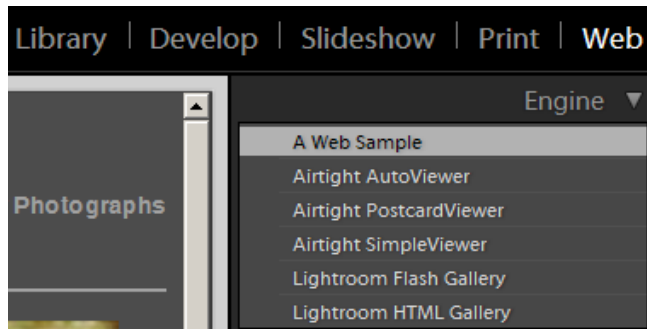 Library | Develop | Slideshow | Print | Web
Engine ▼
Photographs
A Web Sample
Airtight AutoViewer
Airtight PostcardViewer
Airtight SimpleViewer
Lightroom Flash Gallery
Lightroom HTML Gallery